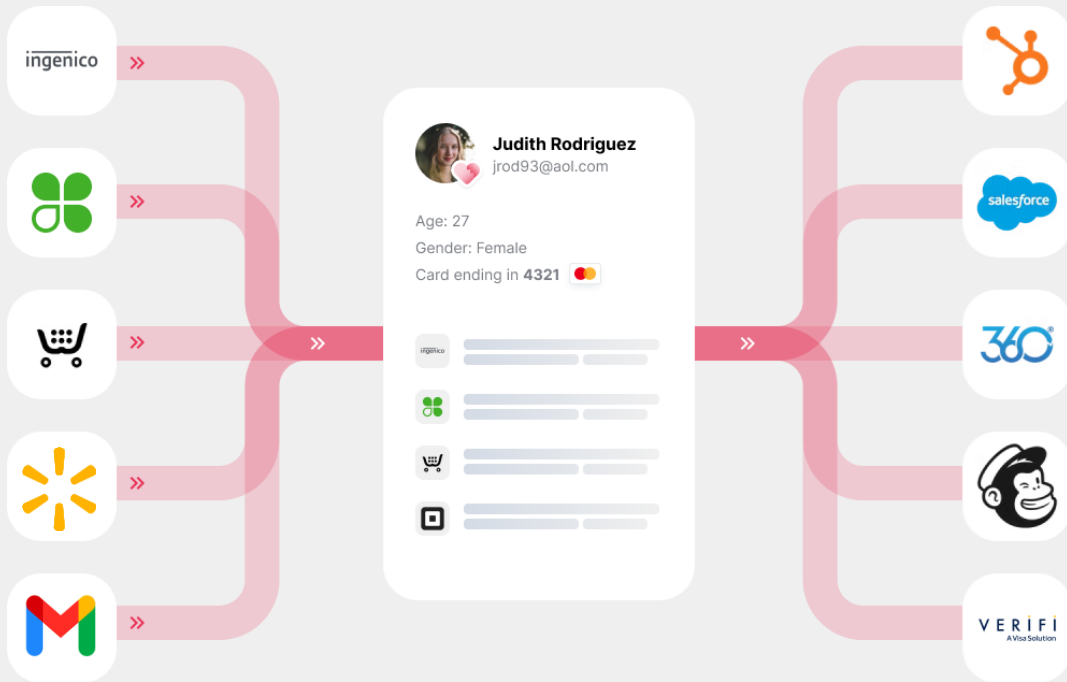 ingenico
Judith Rodriguez
jrod93@aol.com
Age: 27
Gender: Female
Card ending in 4321
ingenico
salesforce
360®
VERIFI
A Visa Solution